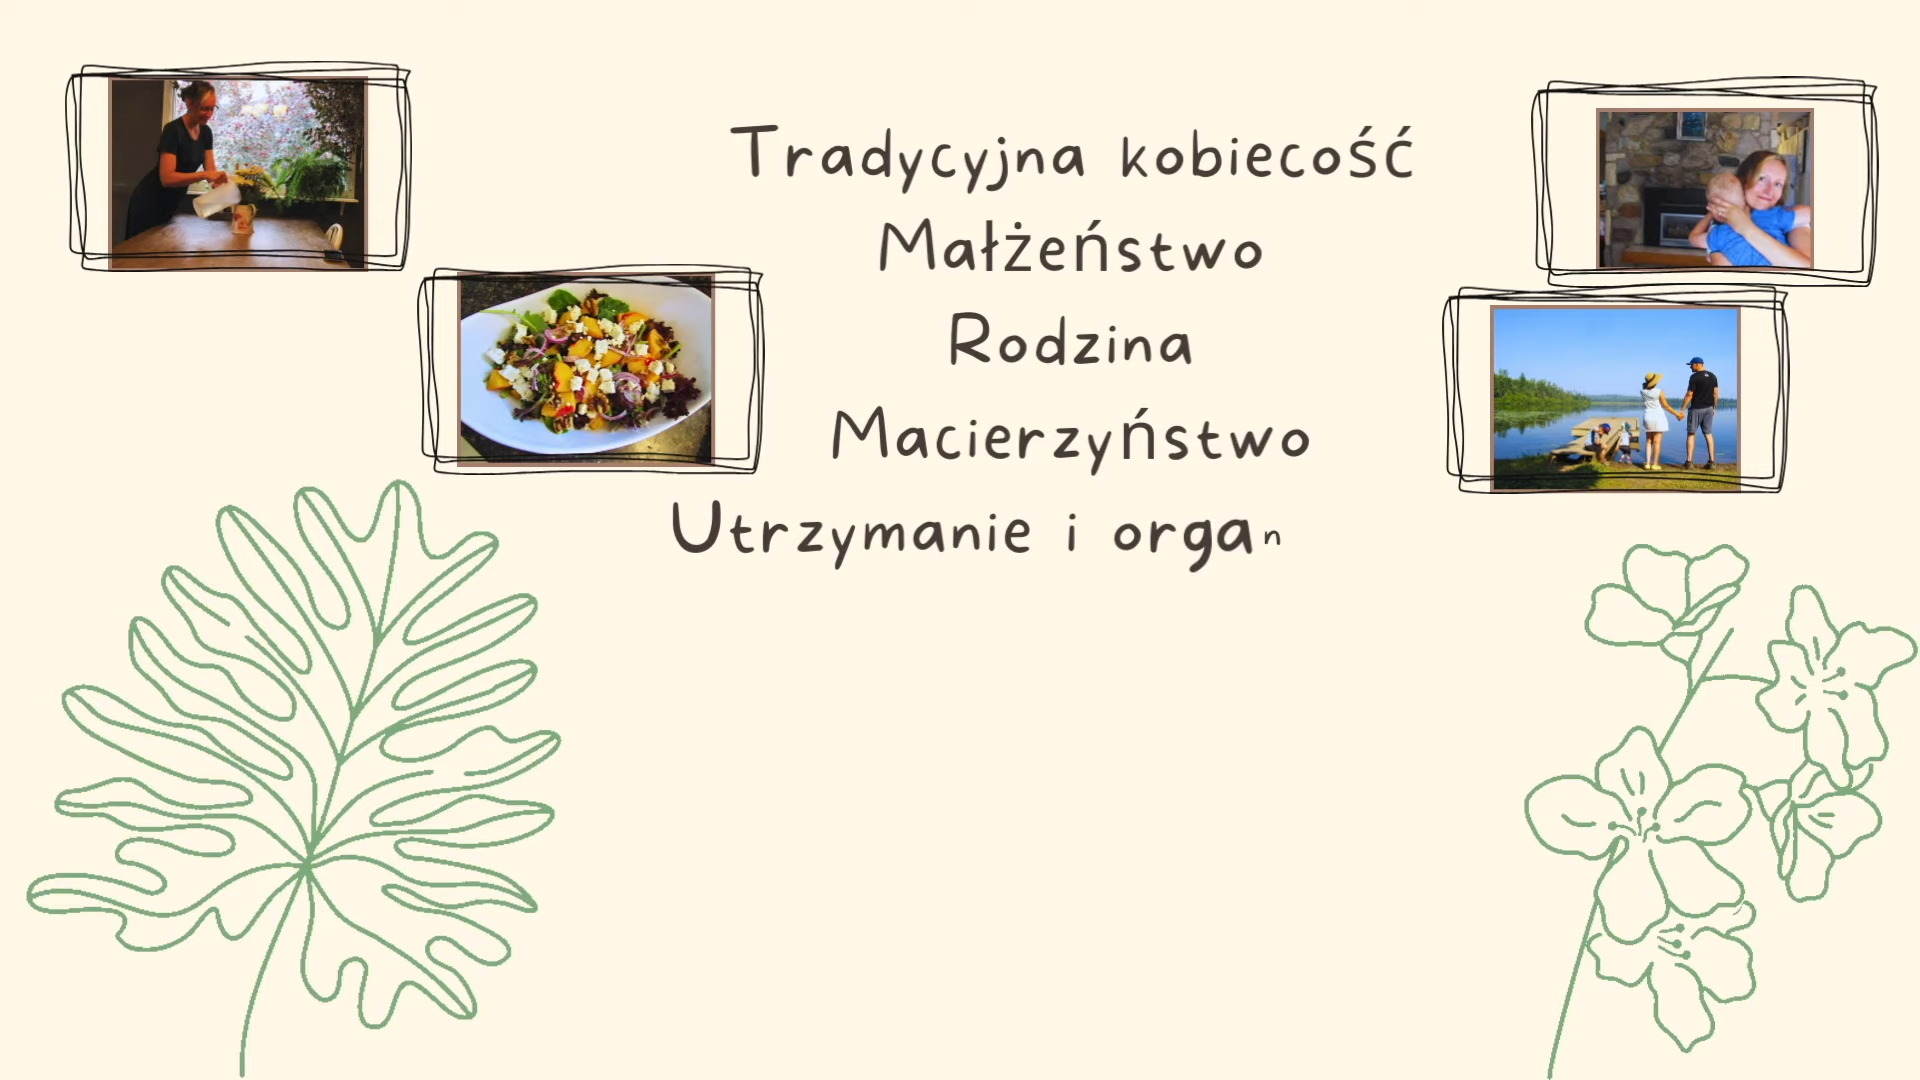 Tradycyjna kobiecość
Małżeństwo
Rodzina
Macierzyństwo
Utrzymanie i organ